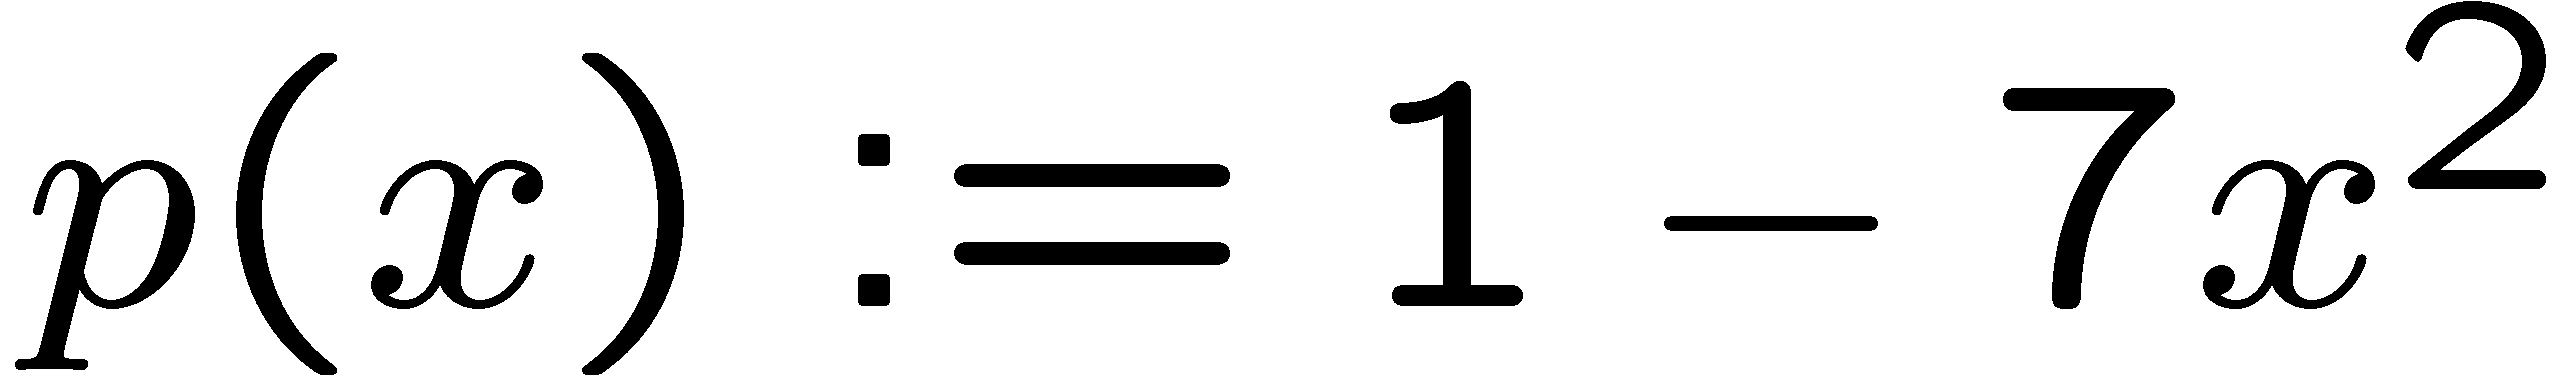 p(x) := 1 − 7x²